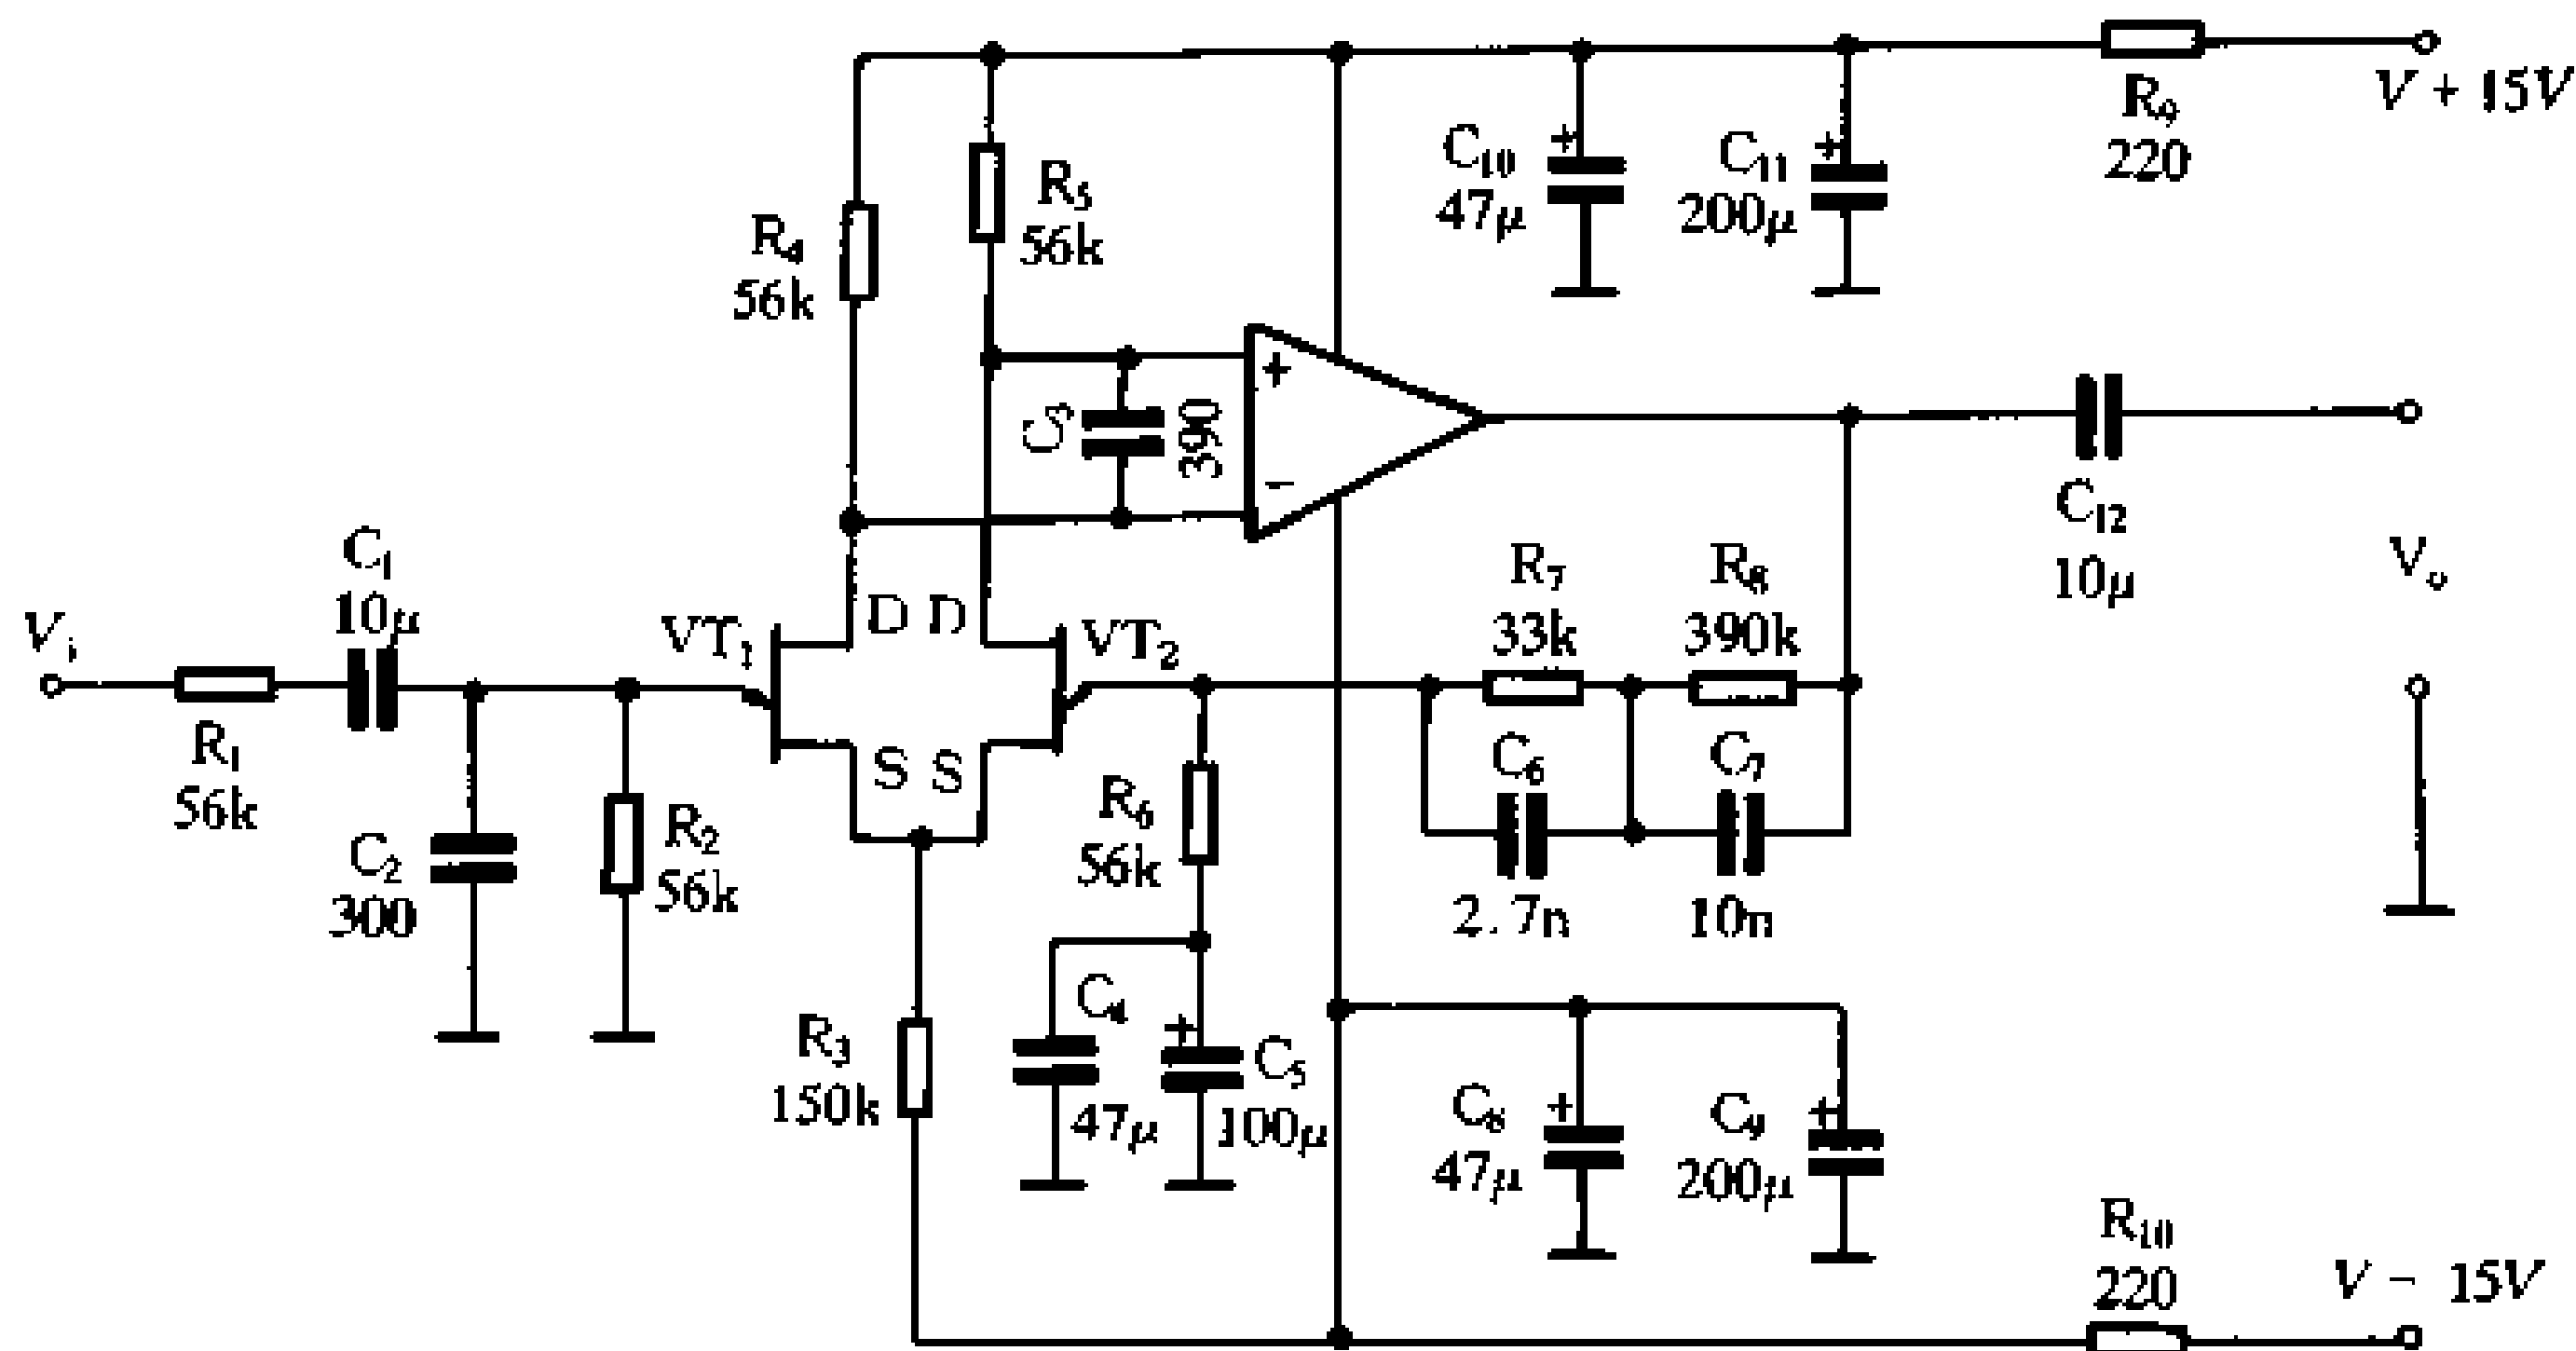 V + 15V
R₉
220
C₁₀
47μ
C₁₁
200μ
R₅
56k
R₄
56k
+
+
+
C₃
390
−
C₁₂
10μ
Vₒ
C₁
10μ
Vᵢ
VT₁
D D
VT₂
R₇
33k
R₈
390k
R₁
56k
S S
C₆
2.7n
C₇
10n
R₆
56k
C₂
300
R₂
56k
R₃
150k
C₄
47μ
+
C₅
100μ
C₈
47μ
+
C₉
200μ
+
R₁₀
220
V − 15V